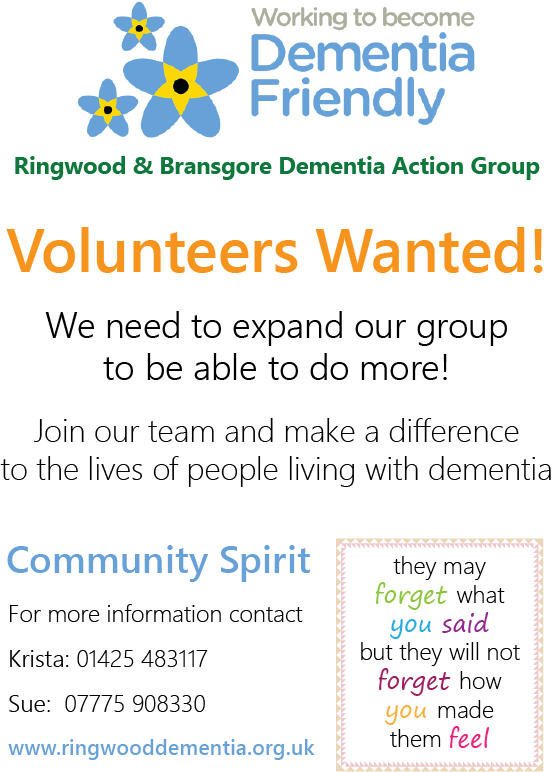 Working to become
Dementia
Friendly
Ringwood & Bransgore Dementia Action Group
Volunteers Wanted!
We need to expand our group
to be able to do more!
Join our team and make a difference
to the lives of people living with dementia
Community Spirit
For more information contact
Krista: 01425 483117
Sue: 07775 908330
www.ringwooddementia.org.uk
they may
forget what
you said
but they will not
forget how
you made
them feel